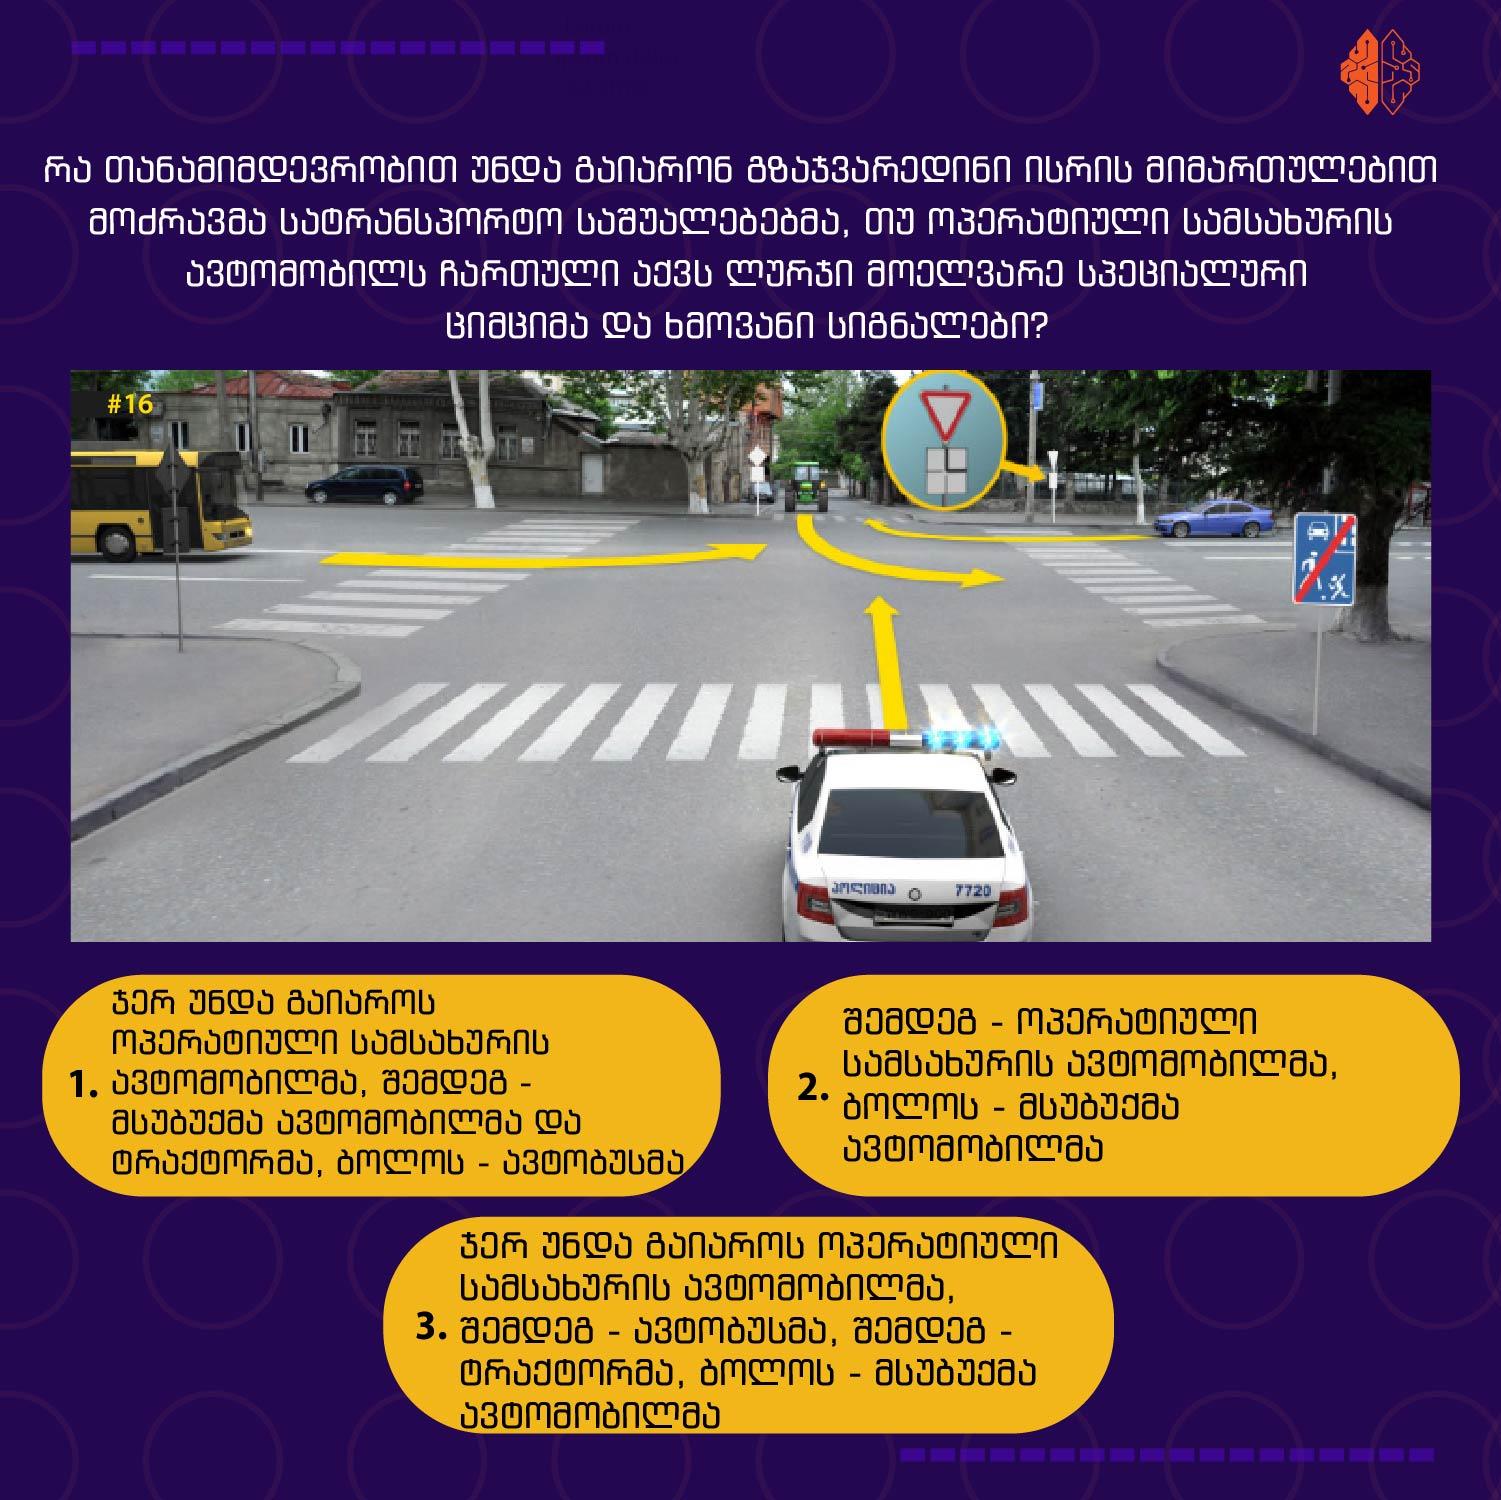 რა თანამიმდევრობით უნდა გაიარონ გზაჯვარედინი ისრის მიმართულებით
მოძრავმა სატრანსპორტო საშუალებებმა, თუ ოპერატიული სამსახურის
ავტომობილს ჩართული აქვს ლურჯი მოელვარე სპეციალური
ციმციმა და ხმოვანი სიგნალები?
#16
პოლიცია 7720
1. ჯერ უნდა გაიაროს
ოპერატიული სამსახურის
ავტომობილმა, შემდეგ -
მსუბუქმა ავტომობილმა და
ტრაქტორმა, ბოლოს - ავტობუსმა
2. შემდეგ - ოპერატიული
სამსახურის ავტომობილმა,
ბოლოს - მსუბუქმა
ავტომობილმა
3. ჯერ უნდა გაიაროს ოპერატიული
სამსახურის ავტომობილმა,
შემდეგ - ავტობუსმა, შემდეგ -
ტრაქტორმა, ბოლოს - მსუბუქმა
ავტომობილმა